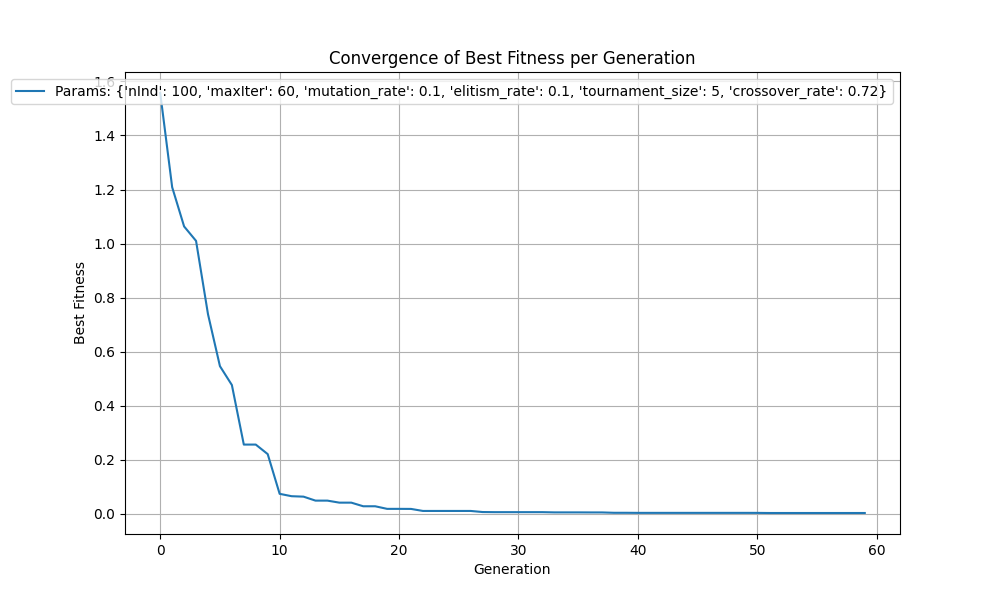 Convergence of Best Fitness per Generation
1.6
Params: {'nInd': 100, 'maxIter': 60, 'mutation_rate': 0.1, 'elitism_rate': 0.1, 'tournament_size': 5, 'crossover_rate': 0.72}
1.4
1.2
1.0
0.8
0.6
0.4
0.2
0.0
Best Fitness
0 10 20 30 40 50 60
Generation